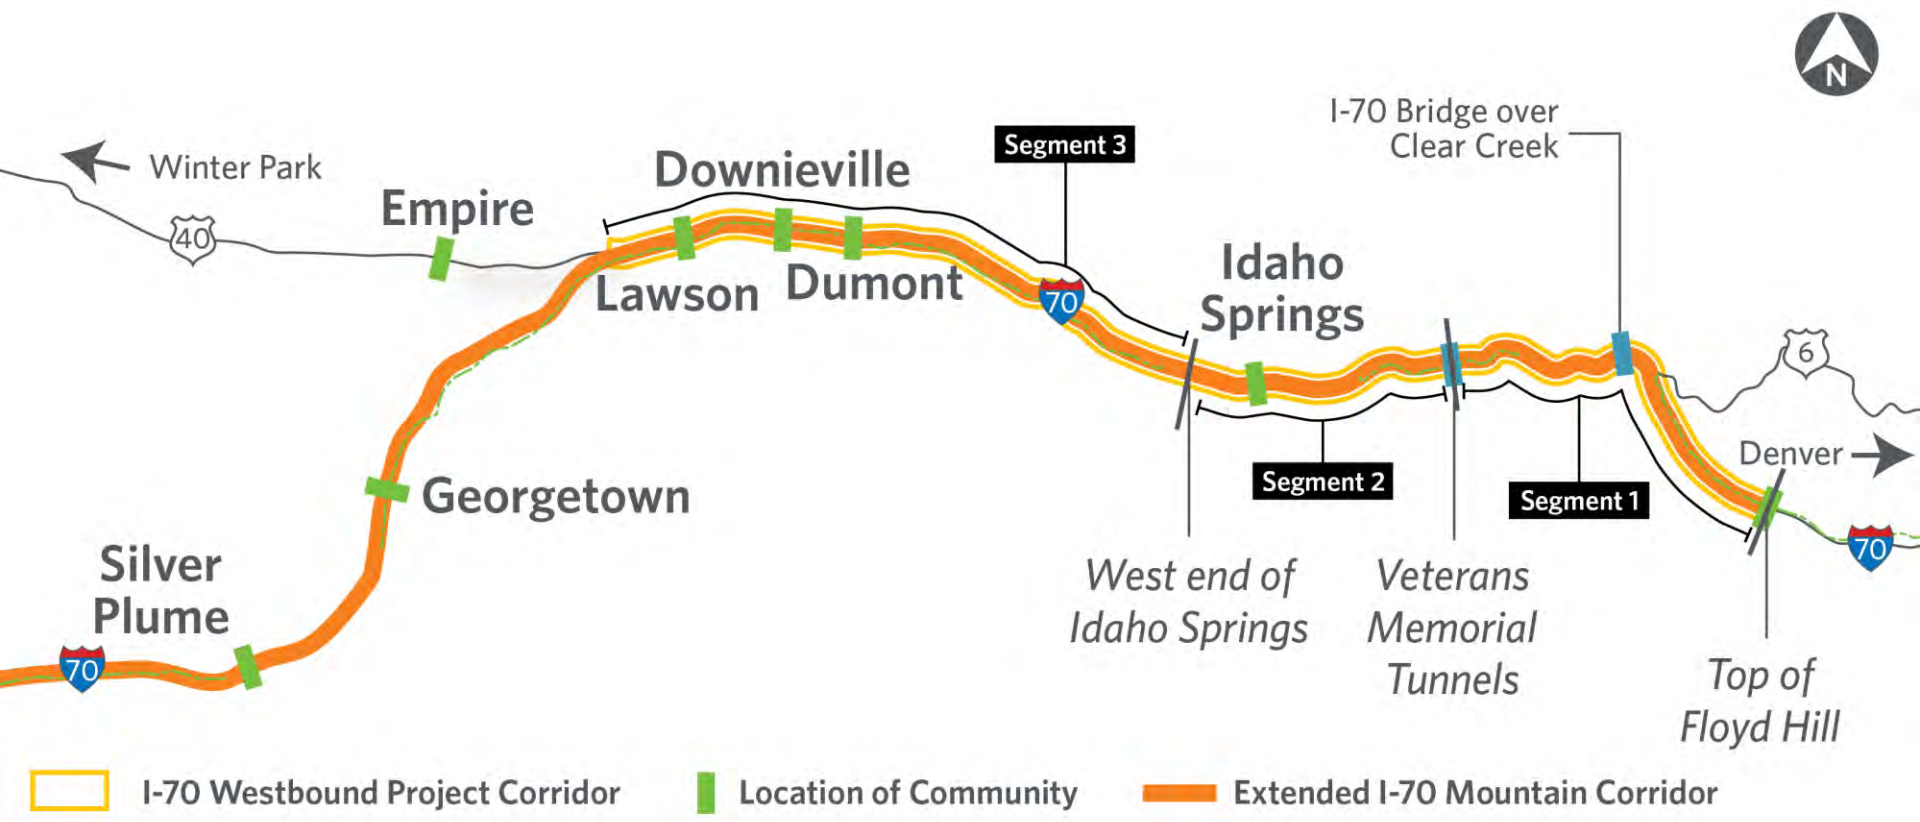 N
I-70 Bridge over
Clear Creek
Segment 3
Winter Park
Downieville
Empire
40
Idaho
Springs
Lawson
Dumont
70
6
Denver
Segment 2
Segment 1
Georgetown
70
Silver
Plume
West end of
Idaho Springs
Veterans
Memorial
Tunnels
70
Top of
Floyd Hill
I-70 Westbound Project Corridor
Location of Community
Extended I-70 Mountain Corridor